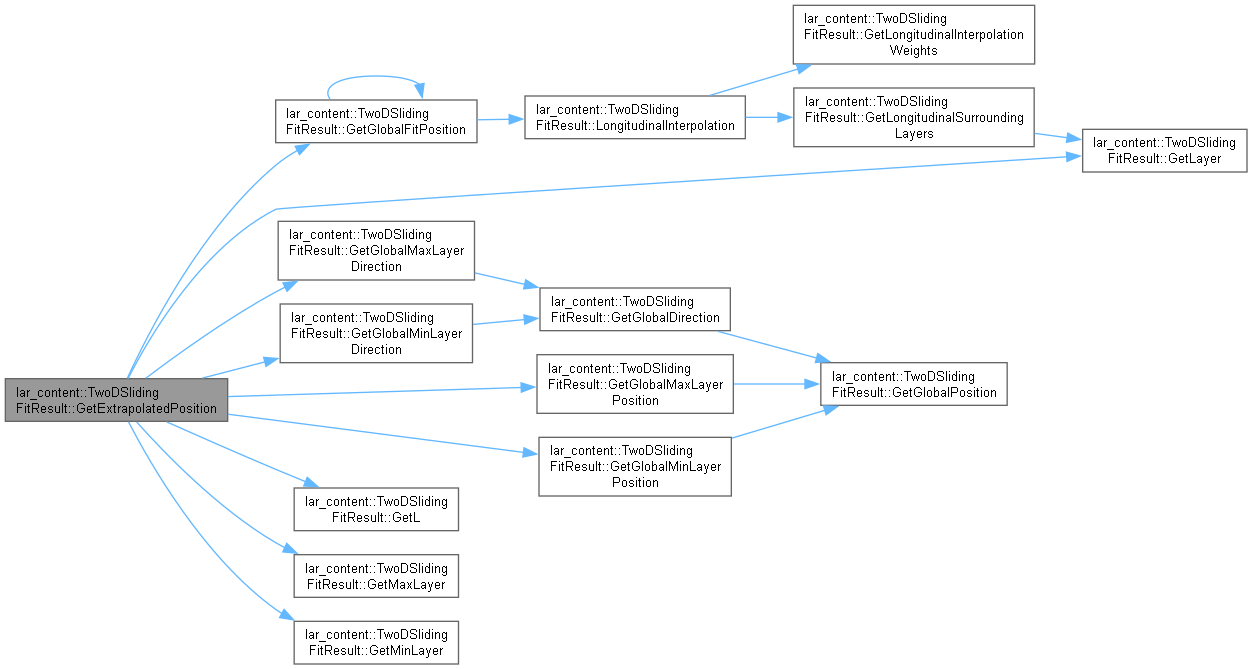 lar_content::TwoDSliding
FitResult::GetLongitudinalInterpolation
Weights
lar_content::TwoDSliding
FitResult::GetGlobalFitPosition
lar_content::TwoDSliding
FitResult::LongitudinalInterpolation
lar_content::TwoDSliding
FitResult::GetLongitudinalSurrounding
Layers
lar_content::TwoDSliding
FitResult::GetLayer
lar_content::TwoDSliding
FitResult::GetGlobalMaxLayer
Direction
lar_content::TwoDSliding
FitResult::GetGlobalMinLayer
Direction
lar_content::TwoDSliding
FitResult::GetGlobalDirection
lar_content::TwoDSliding
FitResult::GetExtrapolatedPosition
lar_content::TwoDSliding
FitResult::GetGlobalMaxLayer
Position
lar_content::TwoDSliding
FitResult::GetGlobalPosition
lar_content::TwoDSliding
FitResult::GetGlobalMinLayer
Position
lar_content::TwoDSliding
FitResult::GetL
lar_content::TwoDSliding
FitResult::GetMaxLayer
lar_content::TwoDSliding
FitResult::GetMinLayer